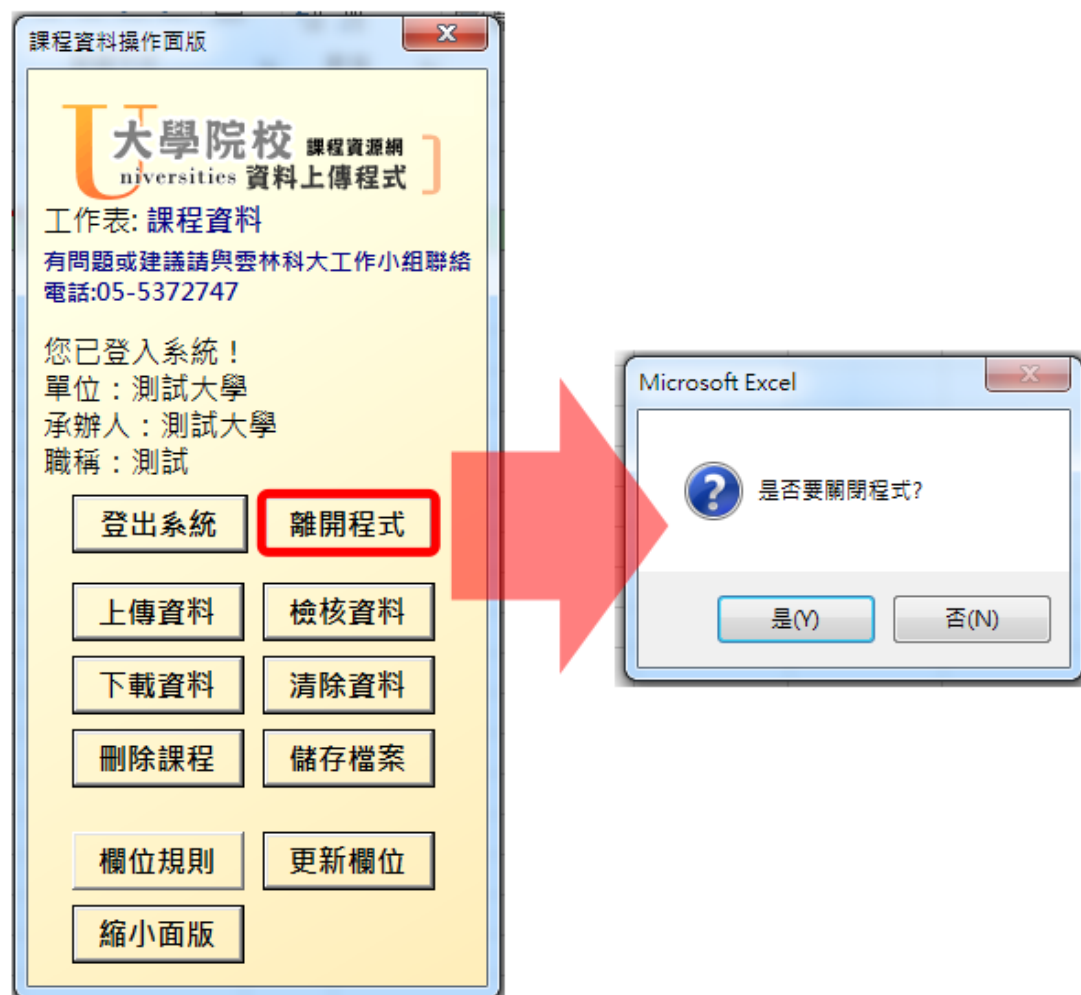 課程資料操作面版
大學院校 課程資源網
Universities 資料上傳程式
工作表: 課程資料
有問題或建議請與雲林科大工作小組聯絡
電話:05-5372747
您已登入系統！
單位：測試大學
承辦人：測試大學
職稱：測試
登出系統 離開程式
上傳資料 檢核資料
下載資料 清除資料
刪除課程 儲存檔案
欄位規則 更新欄位
縮小面版
Microsoft Excel
是否要關閉程式?
是(Y) 否(N)